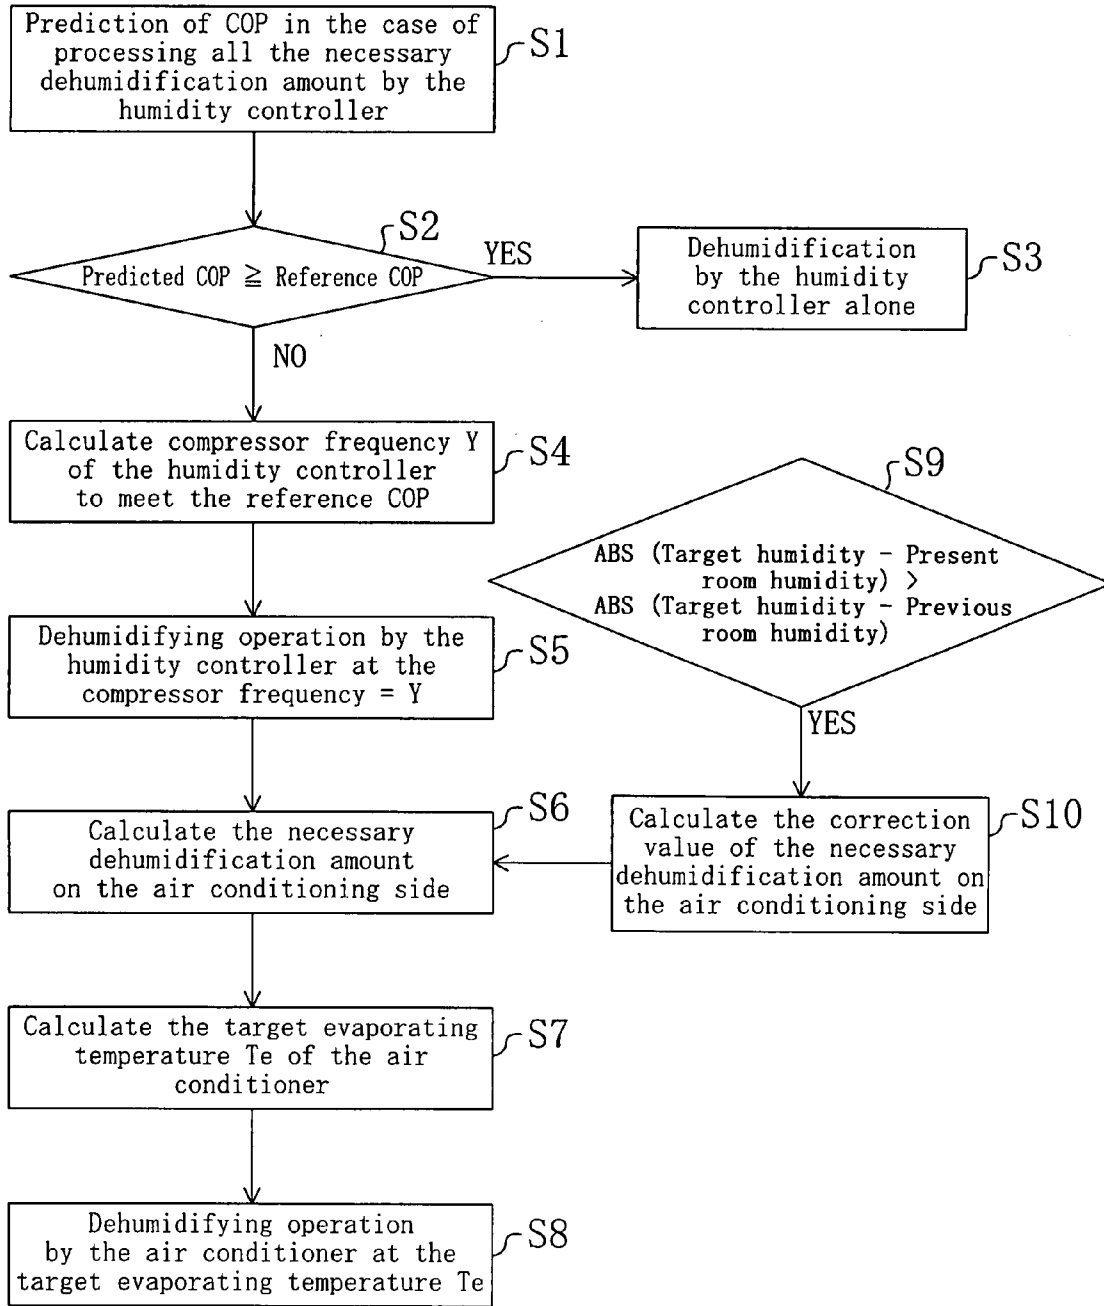 Prediction of COP in the case of
processing all the necessary
dehumidification amount by the
humidity controller
S1
S2
Predicted COP ≧ Reference COP
YES
Dehumidification
by the humidity
controller alone
S3
NO
Calculate compressor frequency Y
of the humidity controller
to meet the reference COP
S4
S9
ABS (Target humidity - Present
room humidity) >
ABS (Target humidity - Previous
room humidity)
Dehumidifying operation by the
humidity controller at the
compressor frequency = Y
S5
YES
Calculate the necessary
dehumidification amount
on the air conditioning side
S6
Calculate the correction
value of the necessary
dehumidification amount on
the air conditioning side
S10
Calculate the target evaporating
temperature Te of the air
conditioner
S7
Dehumidifying operation
by the air conditioner at the
target evaporating temperature Te
S8